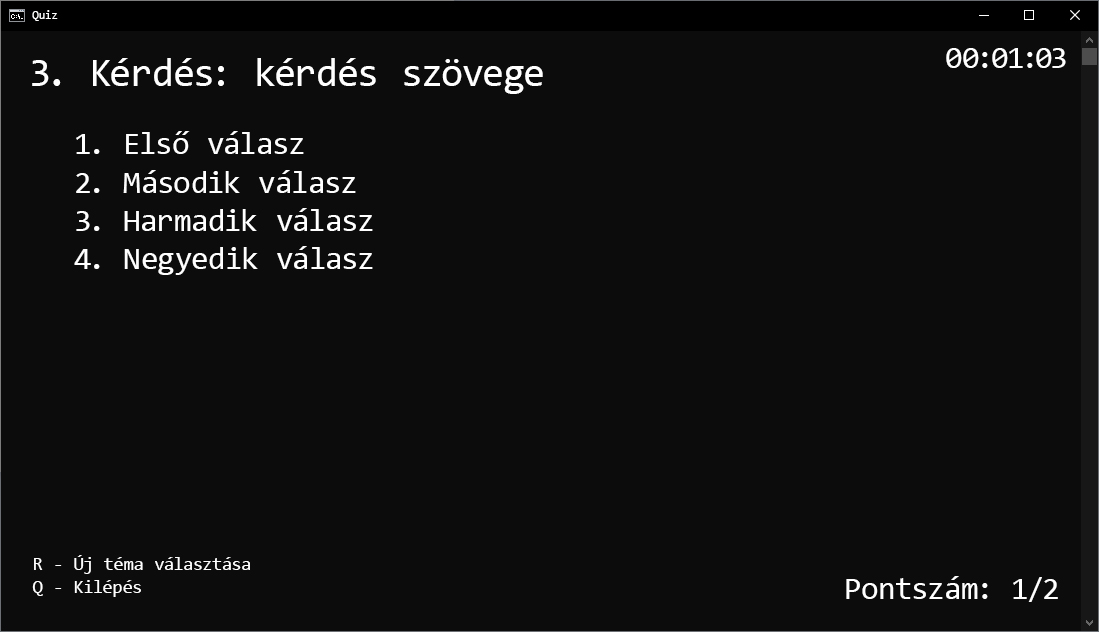 Quiz
00:01:03
3. Kérdés: kérdés szövege
1. Első válasz
2. Második válasz
3. Harmadik válasz
4. Negyedik válasz
R - Új téma választása
Q - Kilépés
Pontszám: 1/2